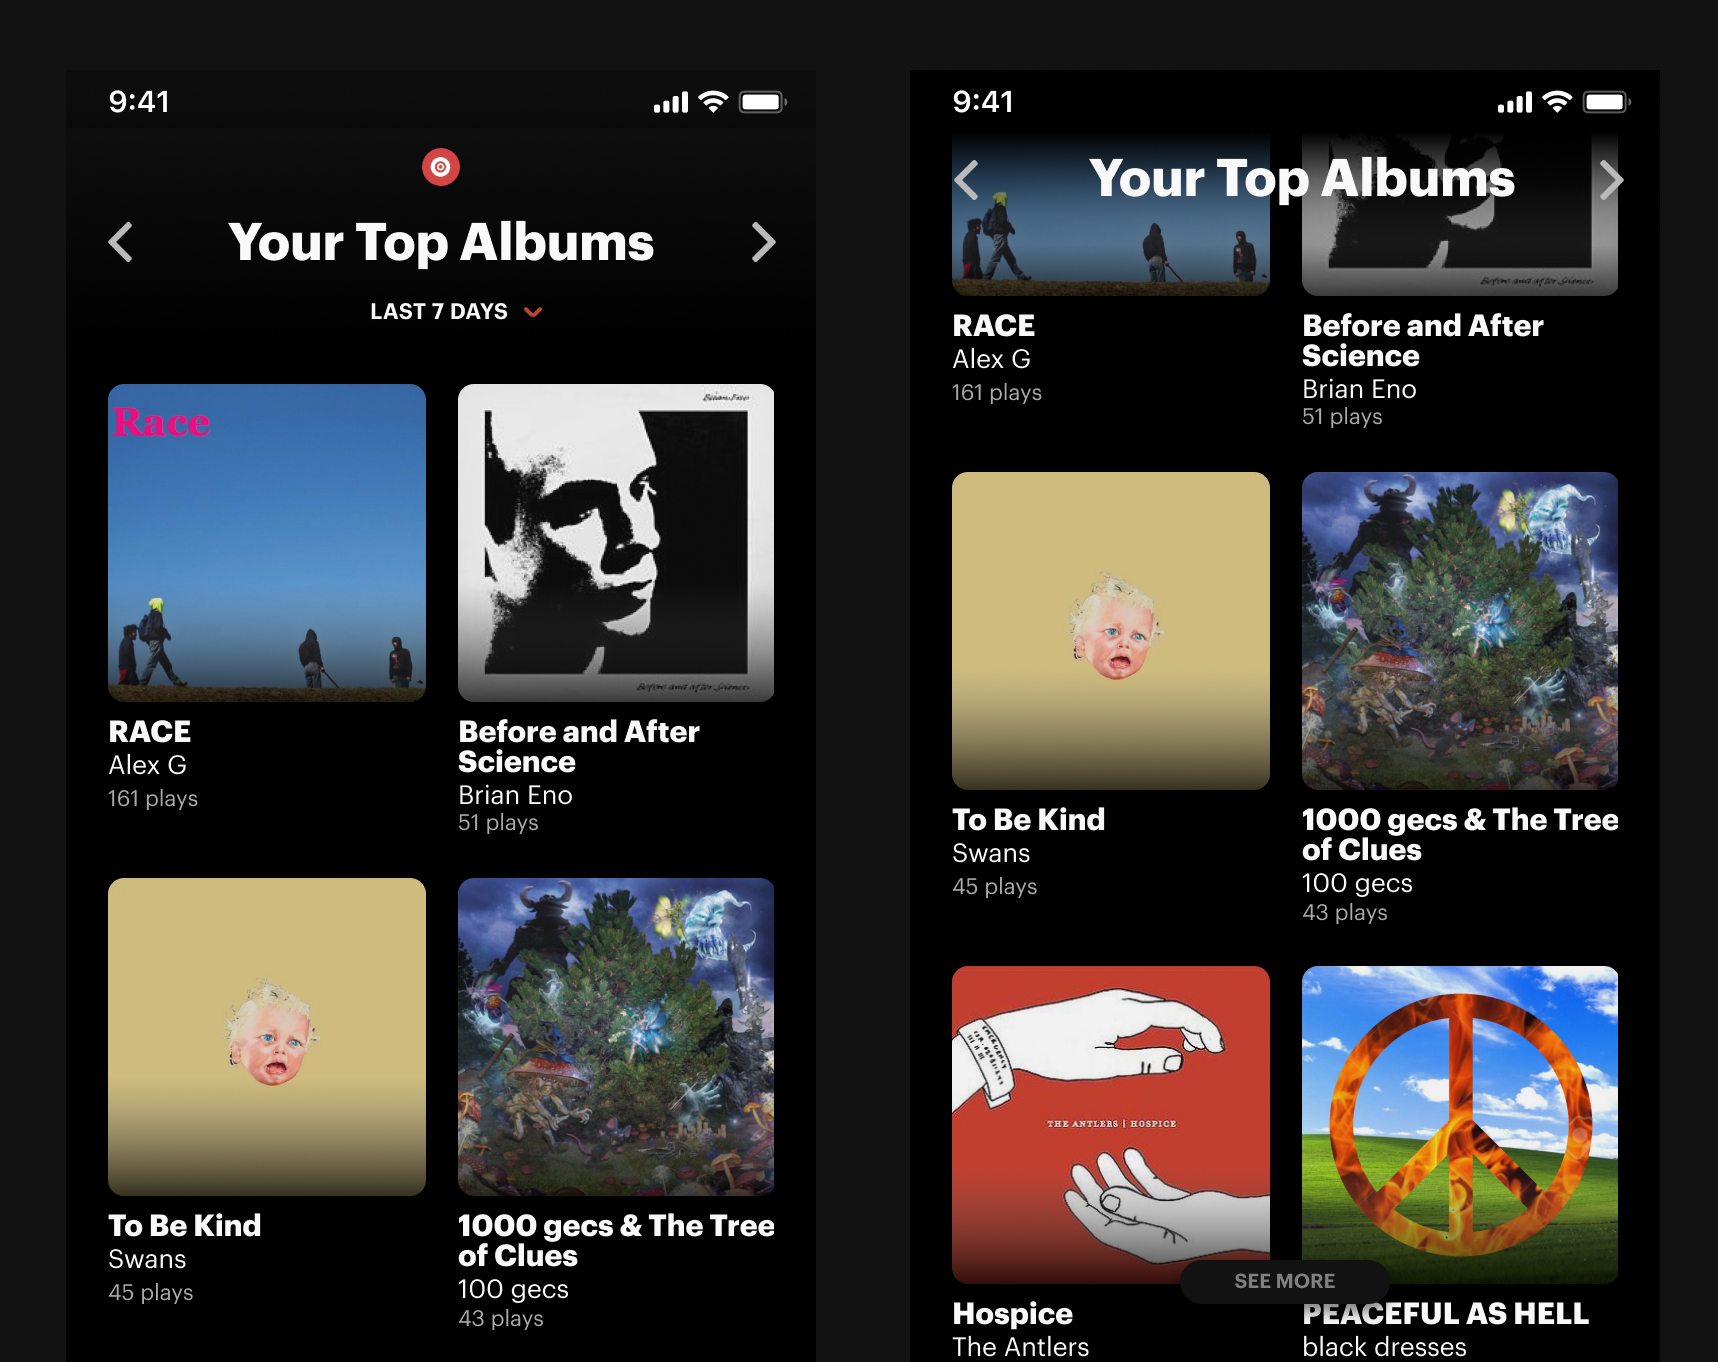 9:41
Your Top Albums
LAST 7 DAYS
Race
Brian Eno
Before and after Science
RACE
Alex G
161 plays
Before and After
Science
Brian Eno
51 plays
To Be Kind
Swans
45 plays
1000 gecs & The Tree
of Clues
100 gecs
43 plays
9:41
Your Top Albums
Before and after Science
RACE
Alex G
161 plays
Before and After
Science
Brian Eno
51 plays
To Be Kind
Swans
45 plays
1000 gecs & The Tree
of Clues
100 gecs
43 plays
THE ANTLERS | HOSPICE
SEE MORE
Hospice
The Antlers
PEACEFUL AS HELL
black dresses